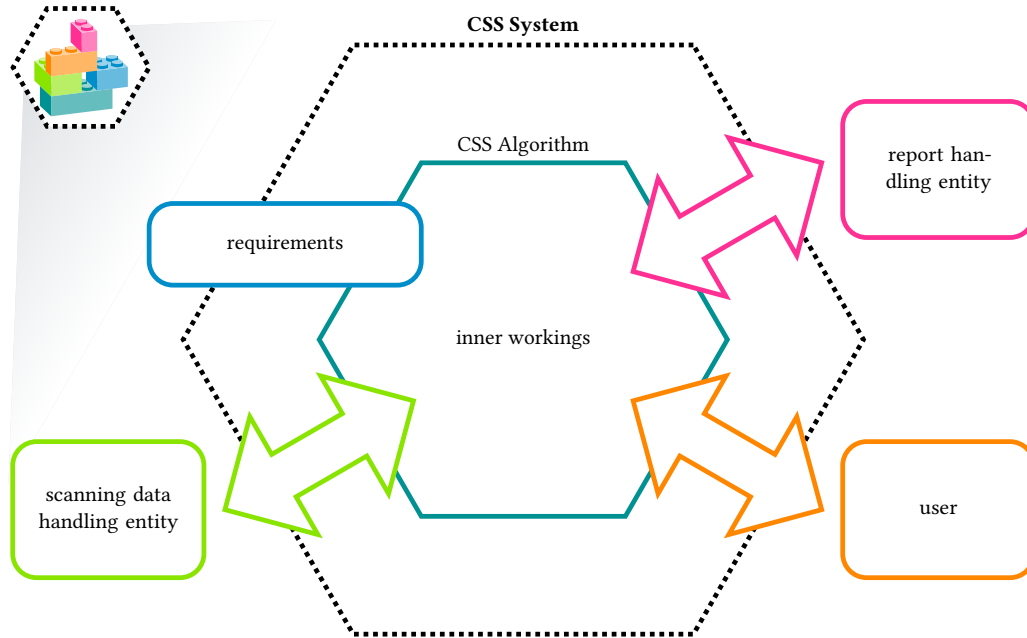 CSS System
CSS Algorithm
report han-
dling entity
requirements
inner workings
scanning data
handling entity
user